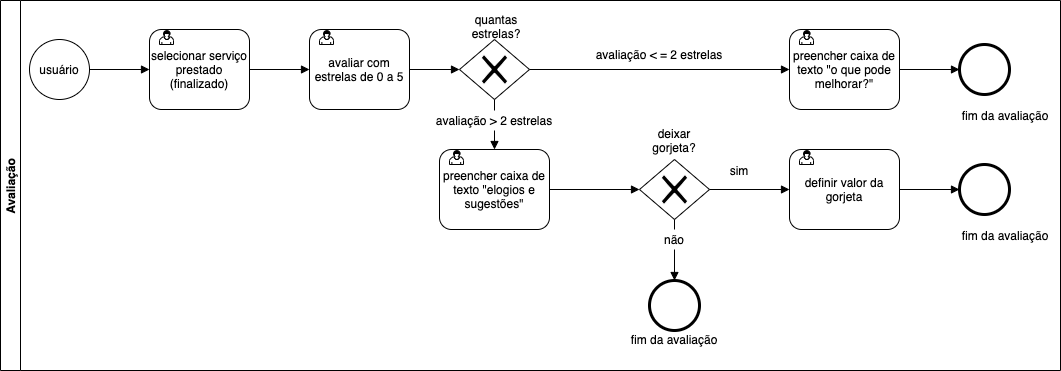 Avaliação
usuário
selecionar serviço
prestado
(finalizado)
avaliar com
estrelas de 0 a 5
quantas
estrelas?
avaliação <= 2 estrelas
preencher caixa de
texto "o que pode
melhorar?"
fim da avaliação
avaliação > 2 estrelas
preencher caixa de
texto "elogios e
sugestões"
deixar
gorjeta?
sim
definir valor da
gorjeta
fim da avaliação
não
fim da avaliação